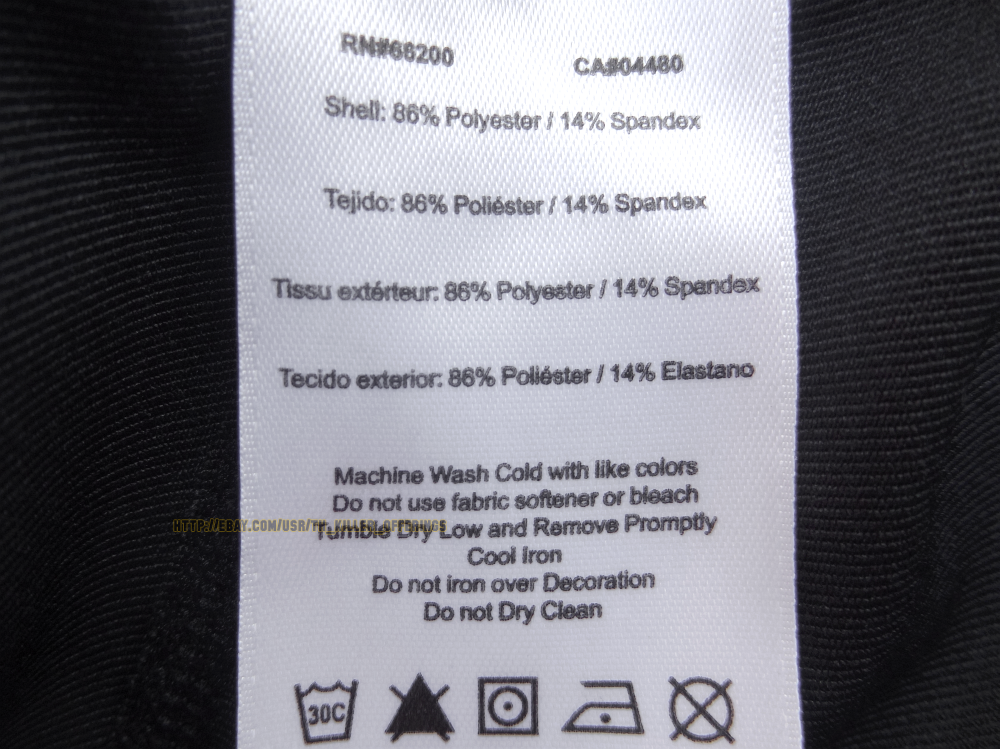 RN#68200 CA#04480
Shell: 86% Polyester / 14% Spandex
Tejido: 86% Poliéster / 14% Spandex
Tissu extérteur: 86% Polyester / 14% Spandex
Tecido exterior: 86% Poliéster / 14% Elastano
Machine Wash Cold with like colors
Do not use fabric softener or bleach
Tumble Dry Low and Remove Promptly
Cool Iron
Do not iron over Decoration
Do not Dry Clean
30C